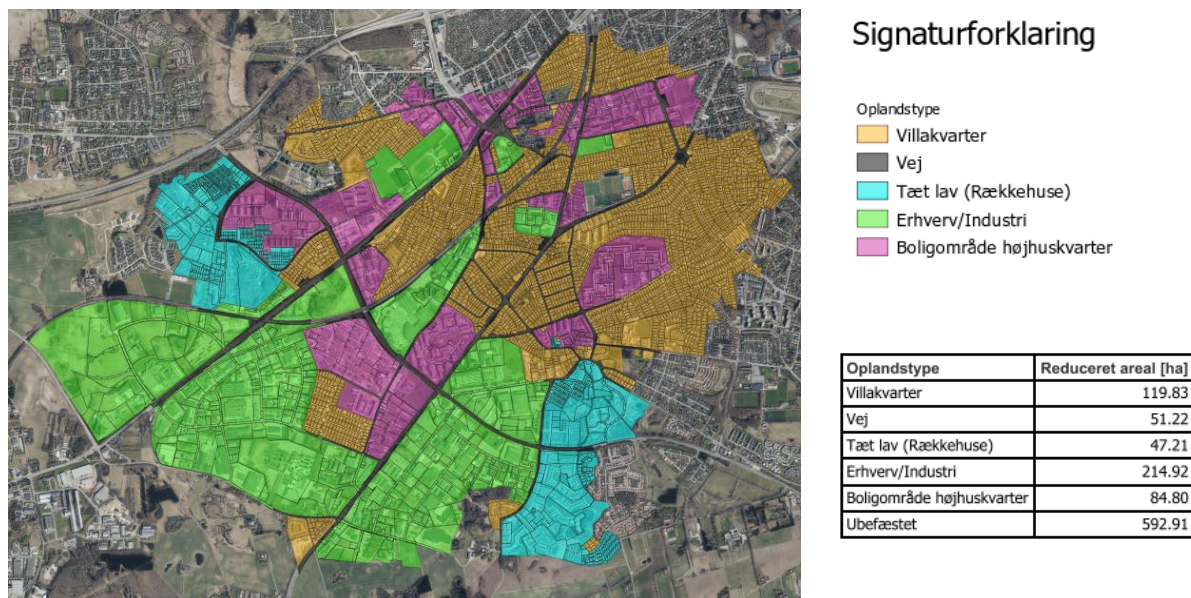 Signaturforklaring
Oplandstype
Villakvarter
Vej
Tæt lav (Rækkehuse)
Erhverv/Industri
Boligområde højhuskvarter
Oplandstype Reduceret areal [ha]
Villakvarter 119.83
Vej 51.22
Tæt lav (Rækkehuse) 47.21
Erhverv/Industri 214.92
Boligområde højhuskvarter 84.80
Ubefæstet 592.91